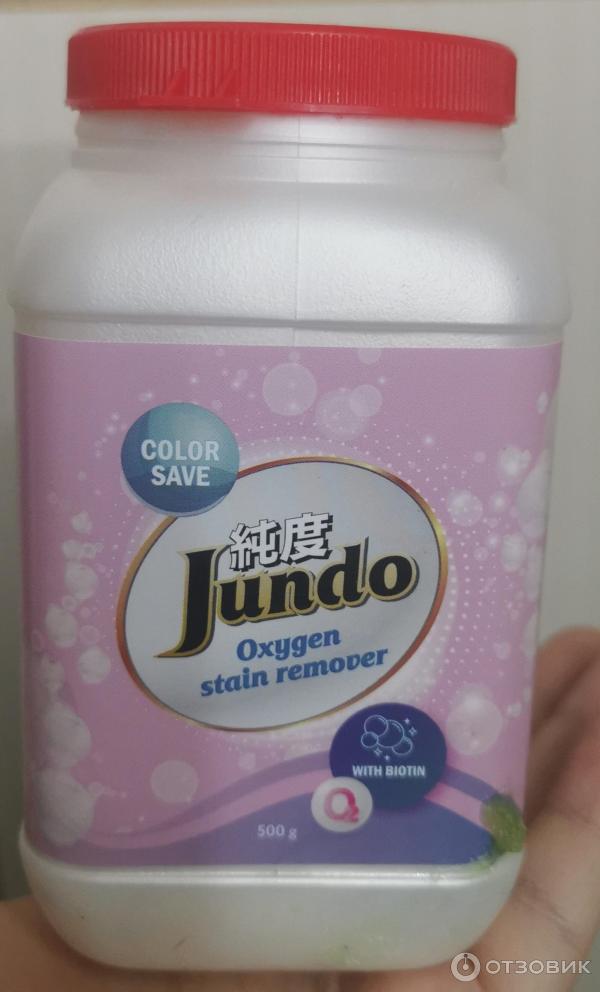 COLOR
SAVE
純度
Jundo
Oxygen
stain remover
WITH BIOTIN
O2
500 g
ОТЗОВИК